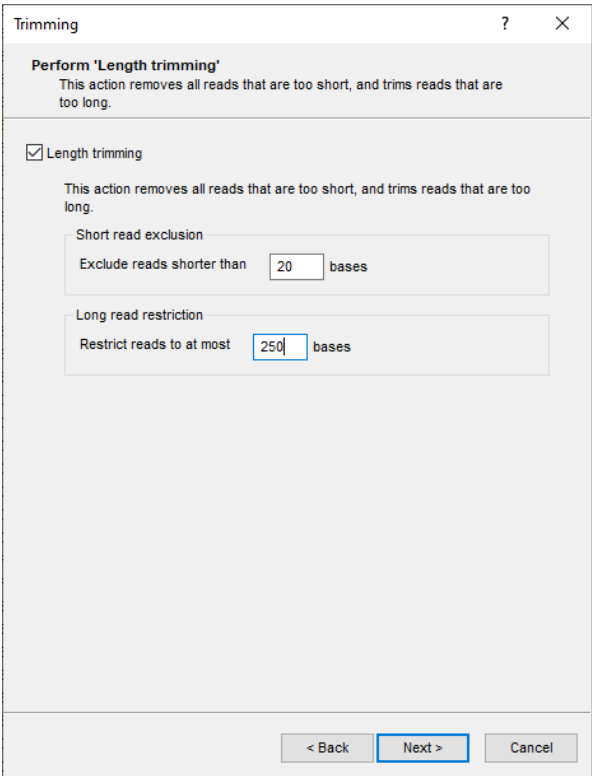 Trimming ? ×
Perform 'Length trimming'
This action removes all reads that are too short, and trims reads that are
too long.
Length trimming
This action removes all reads that are too short, and trims reads that are too
long.
Short read exclusion
Exclude reads shorter than 20 bases
Long read restriction
Restrict reads to at most 250 bases
< Back Next > Cancel